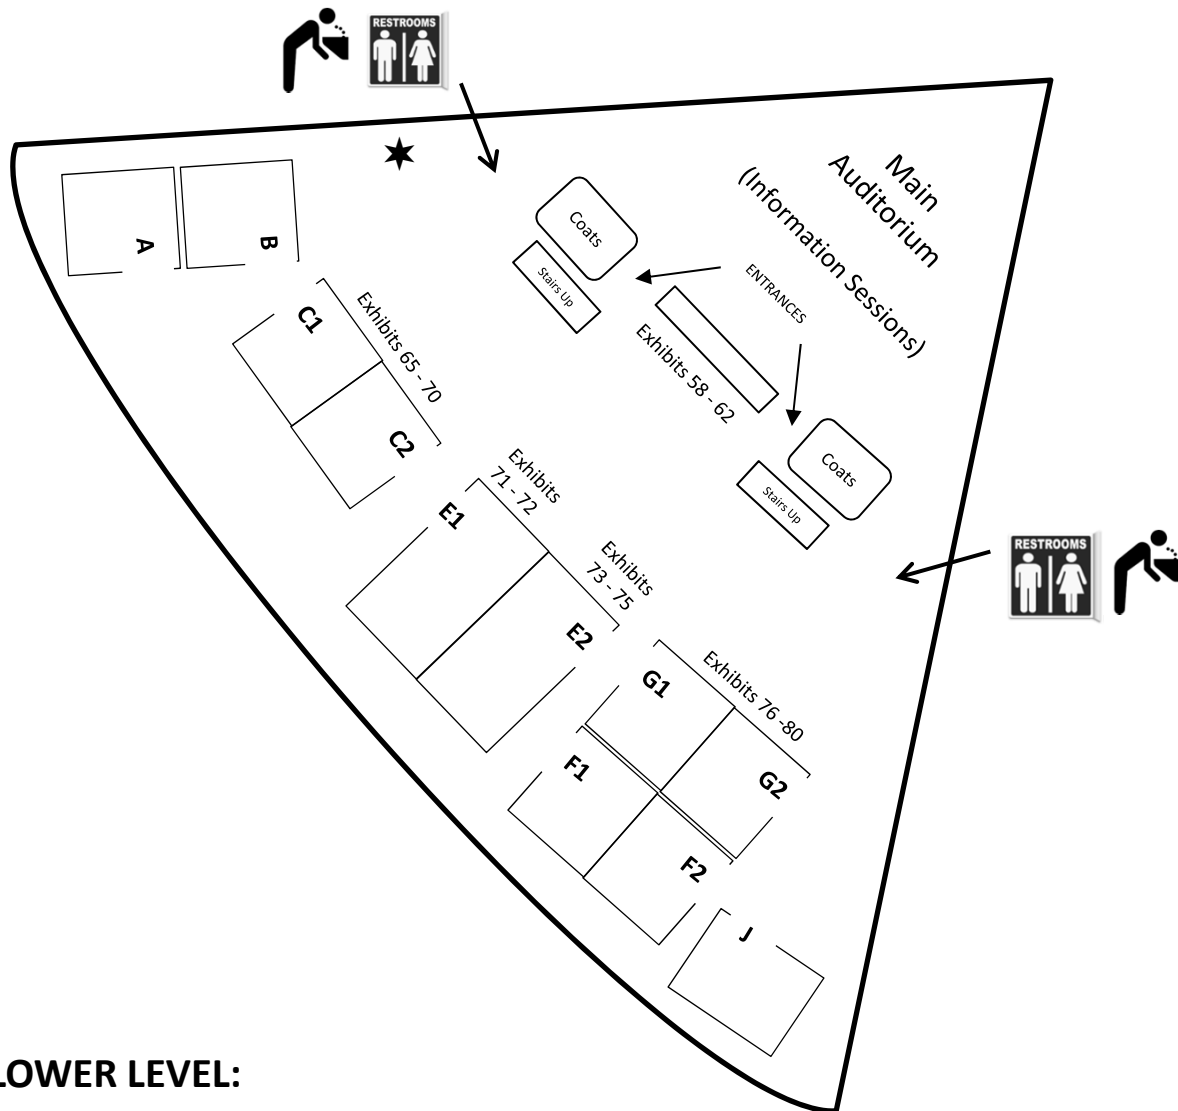 RESTROOMS
Main
Auditorium
(Information Sessions)
Coats
Stairs Up
ENTRANCES
Exhibits 58 - 62
A
B
C1
Exhibits 65 - 70
C2
Coats
Stairs Up
Exhibits
71 - 72
E1
Exhibits
73 - 75
E2
RESTROOMS
G1
Exhibits 76 -80
G2
F1
F2
J
LOWER LEVEL: